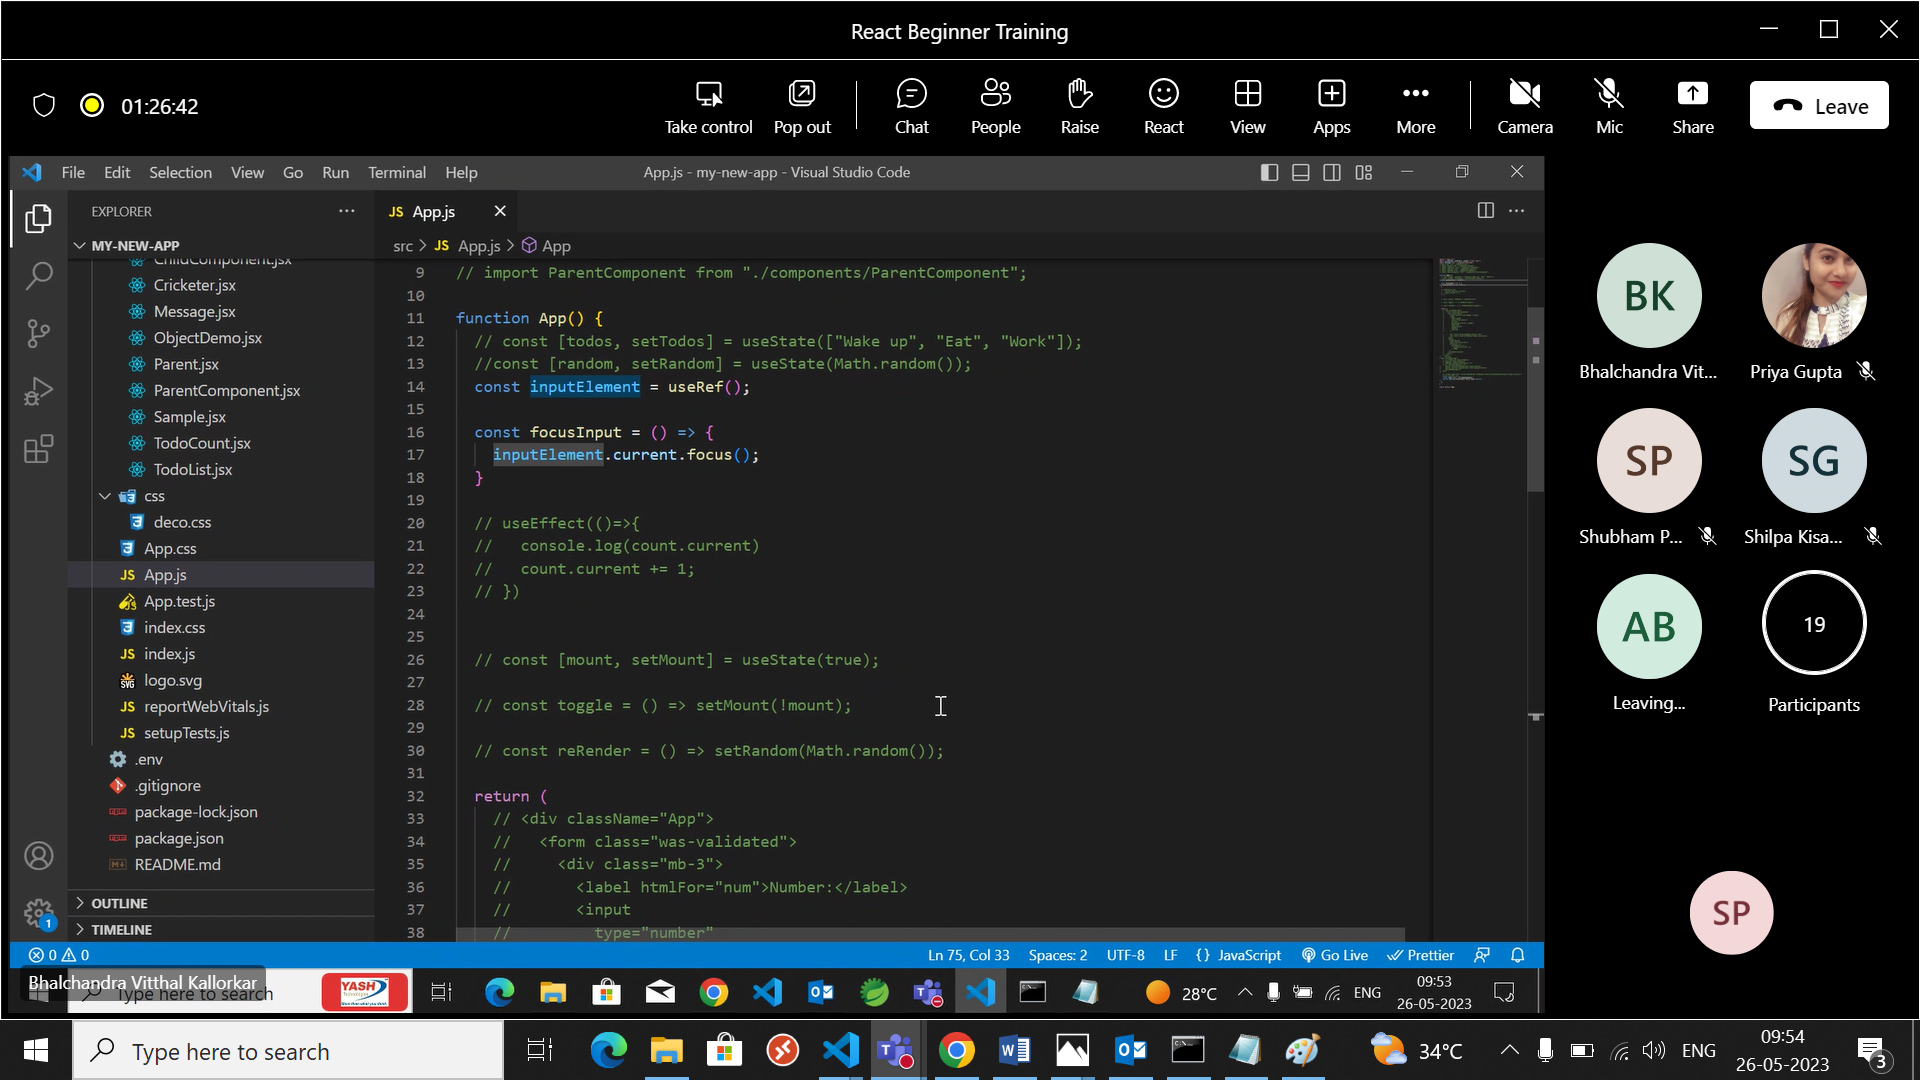 React Beginner Training
01:26:42
Take control
Pop out
Chat
People
Raise
React
View
Apps
More
Camera
Mic
Share
Leave
File Edit Selection View Go Run Terminal Help
App.js - my-new-app - Visual Studio Code
EXPLORER
MY-NEW-APP
ChildComponent.jsx
Cricketer.jsx
Message.jsx
ObjectDemo.jsx
Parent.jsx
ParentComponent.jsx
Sample.jsx
TodoCount.jsx
TodoList.jsx
css
deco.css
App.css
JS App.js
App.test.js
index.css
JS index.js
logo.svg
JS reportWebVitals.js
JS setupTests.js
.env
.gitignore
package-lock.json
package.json
README.md
OUTLINE
TIMELINE
JS App.js
src > JS App.js > App
9 // import ParentComponent from "./components/ParentComponent";
10
11 function App() {
12 // const [todos, setTodos] = useState(["Wake up", "Eat", "Work"]);
13 //const [random, setRandom] = useState(Math.random());
14 const inputElement = useRef();
15
16 const focusInput = () => {
17 inputElement.current.focus();
18 }
19
20 // useEffect(()=>{
21 // console.log(count.current)
22 // count.current += 1;
23 // })
24
25
26 // const [mount, setMount] = useState(true);
27
28 // const toggle = () => setMount(!mount);
29
30 // const reRender = () => setRandom(Math.random());
31
32 return (
33 // <div className="App">
34 // <form class="was-validated">
35 // <div class="mb-3">
36 // <label htmlFor="num">Number:</label>
37 // <input
38 // type="number"
1
0 0
Ln 75, Col 33 Spaces: 2 UTF-8 LF {} JavaScript Go Live Prettier
Bhalchandra Vitthal Kallorkar
Type here to search
YASH
28°C
ENG
09:53
26-05-2023
BK
Bhalchandra Vit...
Priya Gupta
SP
Shubham P...
SG
Shilpa Kisa...
AB
Leaving...
19
Participants
SP
Type here to search
34°C
ENG
09:54
26-05-2023
3